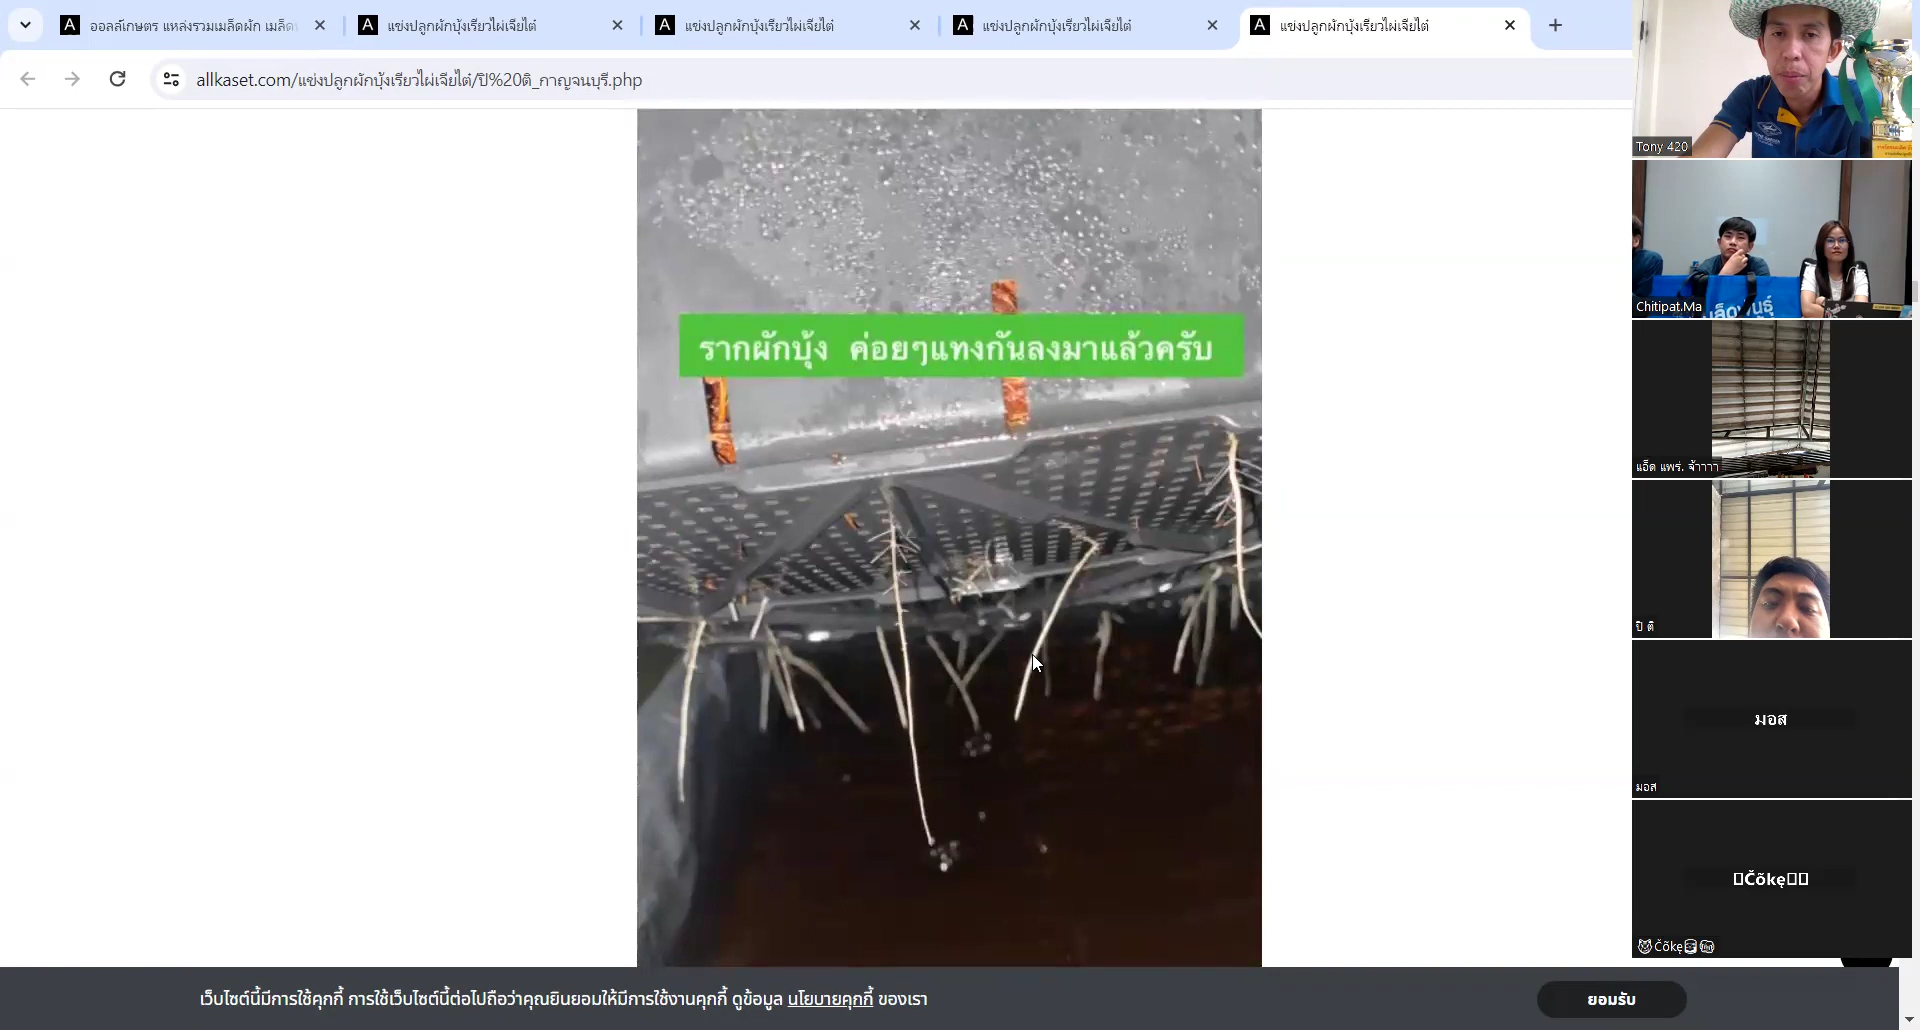 ออลล์เกษตร แหล่งรวมเมล็ดผัก เมล็ด
แข่งปลูกผักบุ้งเรียวไผ่เจียไต๋
แข่งปลูกผักบุ้งเรียวไผ่เจียไต๋
แข่งปลูกผักบุ้งเรียวไผ่เจียไต๋
แข่งปลูกผักบุ้งเรียวไผ่เจียไต๋
allkaset.com/แข่งปลูกผักบุ้งเรียวไผ่เจียไต๋/ปิ%20ติ_กาญจนบุรี.php
รากผักบุ้ง ค่อยๆแทงกันลงมาแล้วครับ
Tony 420
Chitipat.Ma
แอ็ด แพร่. จ้าาาา
ปิ ติ
มอส
มอส
Čõkę
Čõkę
เว็บไซต์นี้มีการใช้คุกกี้ การใช้เว็บไซต์นี้ต่อไปถือว่าคุณยินยอมให้มีการใช้งานคุกกี้ ดูข้อมูล นโยบายคุกกี้ ของเรา
ยอมรับ